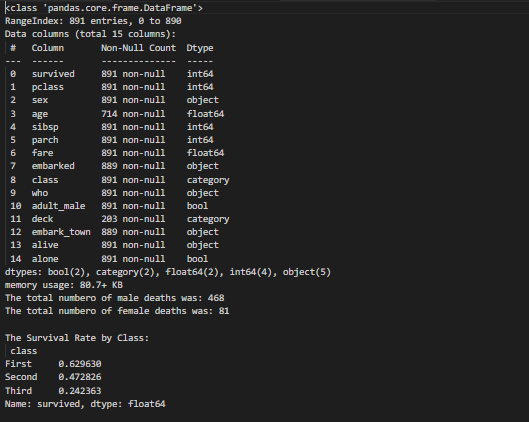 <class 'pandas.core.frame.DataFrame'>
RangeIndex: 891 entries, 0 to 890
Data columns (total 15 columns):
 #   Column       Non-Null Count  Dtype
---  ------       --------------  -----
 0   survived     891 non-null    int64
 1   pclass       891 non-null    int64
 2   sex          891 non-null    object
 3   age          714 non-null    float64
 4   sibsp        891 non-null    int64
 5   parch        891 non-null    int64
 6   fare         891 non-null    float64
 7   embarked     889 non-null    object
 8   class        891 non-null    category
 9   who          891 non-null    object
 10  adult_male   891 non-null    bool
 11  deck         203 non-null    category
 12  embark_town  889 non-null    object
 13  alive        891 non-null    object
 14  alone        891 non-null    bool
dtypes: bool(2), category(2), float64(2), int64(4), object(5)
memory usage: 80.7+ KB
The total numbero of male deaths was: 468
The total numbero of female deaths was: 81

The Survival Rate by Class:
 class
First     0.629630
Second    0.472826
Third     0.242363
Name: survived, dtype: float64